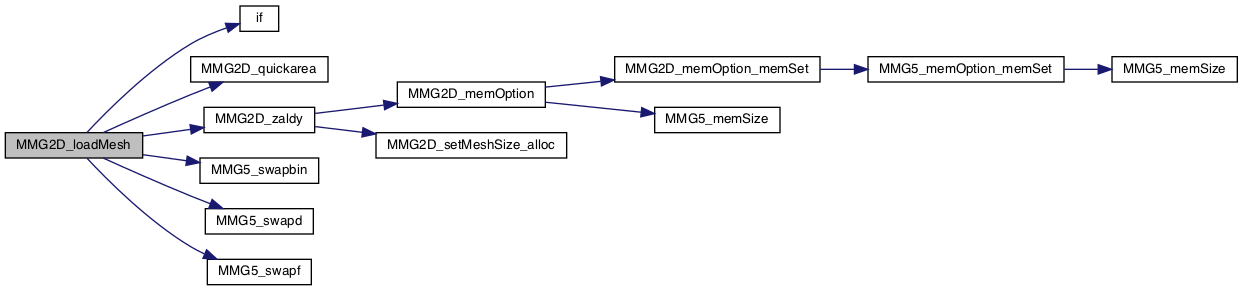 if
MMG2D_quickarea
MMG2D_memOption_memSet
MMG5_memOption_memSet
MMG5_memSize
MMG2D_memOption
MMG2D_zaldy
MMG5_memSize
MMG2D_loadMesh
MMG2D_setMeshSize_alloc
MMG5_swapbin
MMG5_swapd
MMG5_swapf